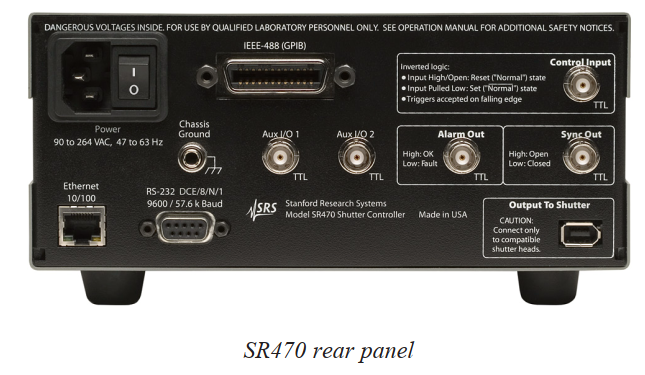 DANGEROUS VOLTAGES INSIDE. FOR USE BY QUALIFIED LABORATORY PERSONNEL ONLY. SEE OPERATION MANUAL FOR ADDITIONAL SAFETY NOTICES.
IEEE-488 (GPIB)
I
O
Power
90 to 264 VAC, 47 to 63 Hz
Control Input
Inverted logic:
• Input High/Open: Reset ("Normal") state
• Input Pulled Low: Set ("Normal") state
• Triggers accepted on falling edge
TTL
Chassis
Ground
Aux I/O 1
TTL
Aux I/O 2
TTL
Alarm Out
High: OK
Low: Fault
TTL
Sync Out
High: Open
Low: Closed
TTL
Ethernet
10/100
RS-232 DCE/8/N/1
9600 / 57.6 k Baud
SRS
Stanford Research Systems
Model SR470 Shutter Controller
Made in USA
Output To Shutter
CAUTION:
Connect only
to compatible
shutter heads.
SR470 rear panel